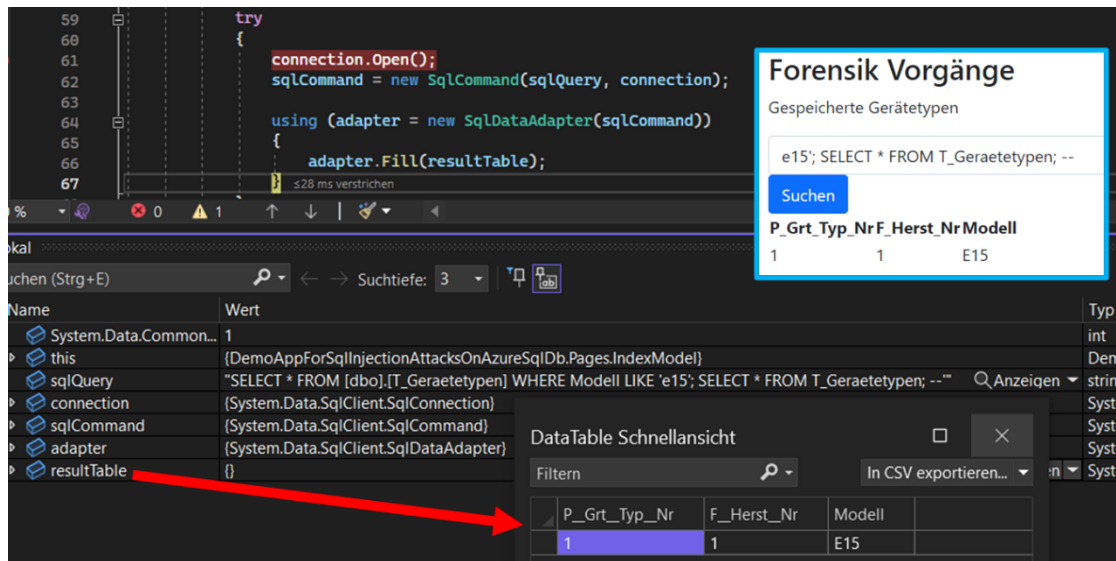 59 try
60 {
61 connection.Open();
62 sqlCommand = new SqlCommand(sqlQuery, connection);
63
64 using (adapter = new SqlDataAdapter(sqlCommand))
65 {
66 adapter.Fill(resultTable);
67 } ≤28 ms verstrichen
% 0 1
Forensik Vorgänge
Gespeicherte Gerätetypen
e15'; SELECT * FROM T_Geraetetypen; --
Suchen
P_Grt_Typ_Nr F_Herst_Nr Modell
1 1 E15
okal
uchen (Strg+E) Suchtiefe: 3
Name Wert Typ
System.Data.Common... 1 int
this {DemoAppForSqlInjectionAttacksOnAzureSqlDb.Pages.IndexModel} Den
sqlQuery "SELECT * FROM [dbo].[T_Geraetetypen] WHERE Modell LIKE 'e15'; SELECT * FROM T_Geraetetypen; --'" Anzeigen strin
connection {System.Data.SqlClient.SqlConnection} Syst
sqlCommand {System.Data.SqlClient.SqlCommand} Syst
adapter {System.Data.SqlClient.SqlDataAdapter} Syst
resultTable {} n Syst
DataTable Schnellansicht
Filtern In CSV exportieren...
P__Grt__Typ__Nr F__Herst__Nr Modell
1 1 E15